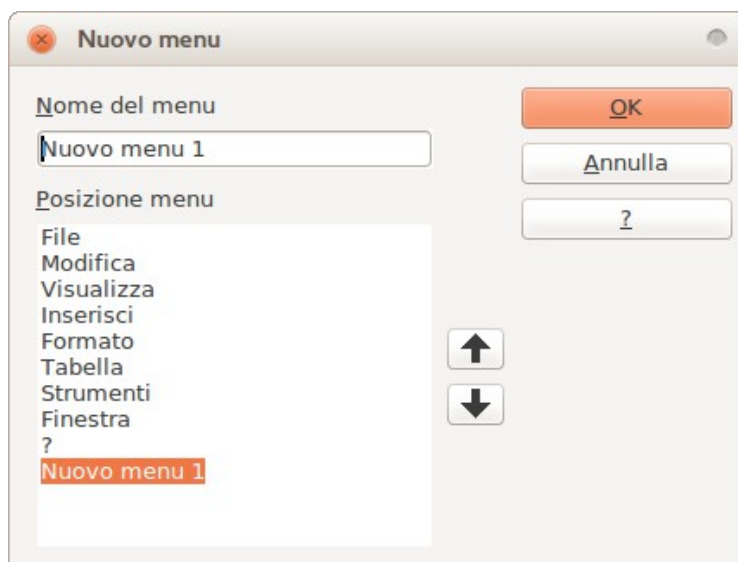 Nuovo menu
Nome del menu
Nuovo menu 1
Posizione menu
File
Modifica
Visualizza
Inserisci
Formato
Tabella
Strumenti
Finestra
?
Nuovo menu 1
OK
Annulla
?